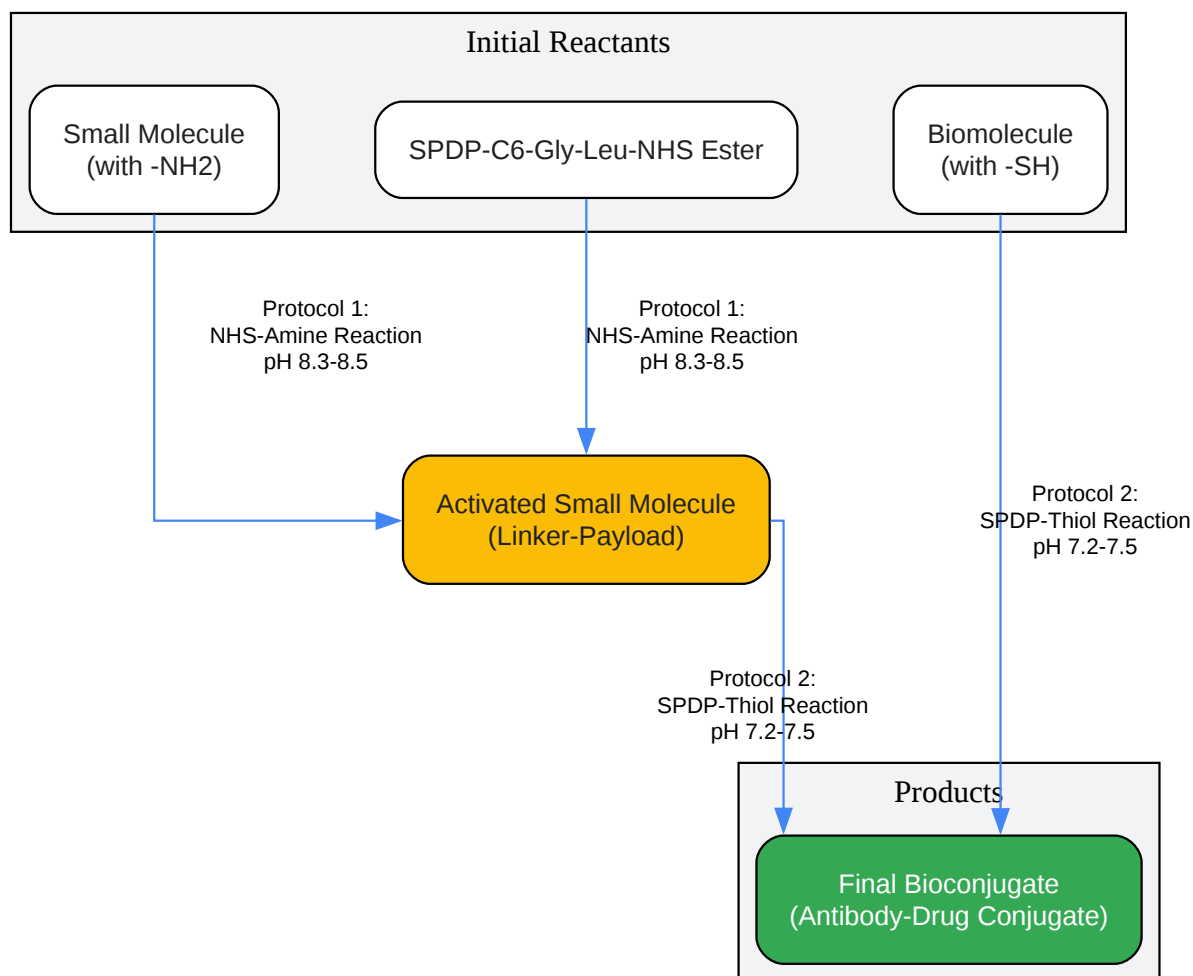 Initial Reactants
Small Molecule
(with -NH2)
SPDP-C6-Gly-Leu-NHS Ester
Biomolecule
(with -SH)
Protocol 1:
NHS-Amine Reaction
pH 8.3-8.5
Protocol 1:
NHS-Amine Reaction
pH 8.3-8.5
Activated Small Molecule
(Linker-Payload)
Protocol 2:
SPDP-Thiol Reaction
pH 7.2-7.5
Protocol 2:
SPDP-Thiol Reaction
pH 7.2-7.5
Products
Final Bioconjugate
(Antibody-Drug Conjugate)